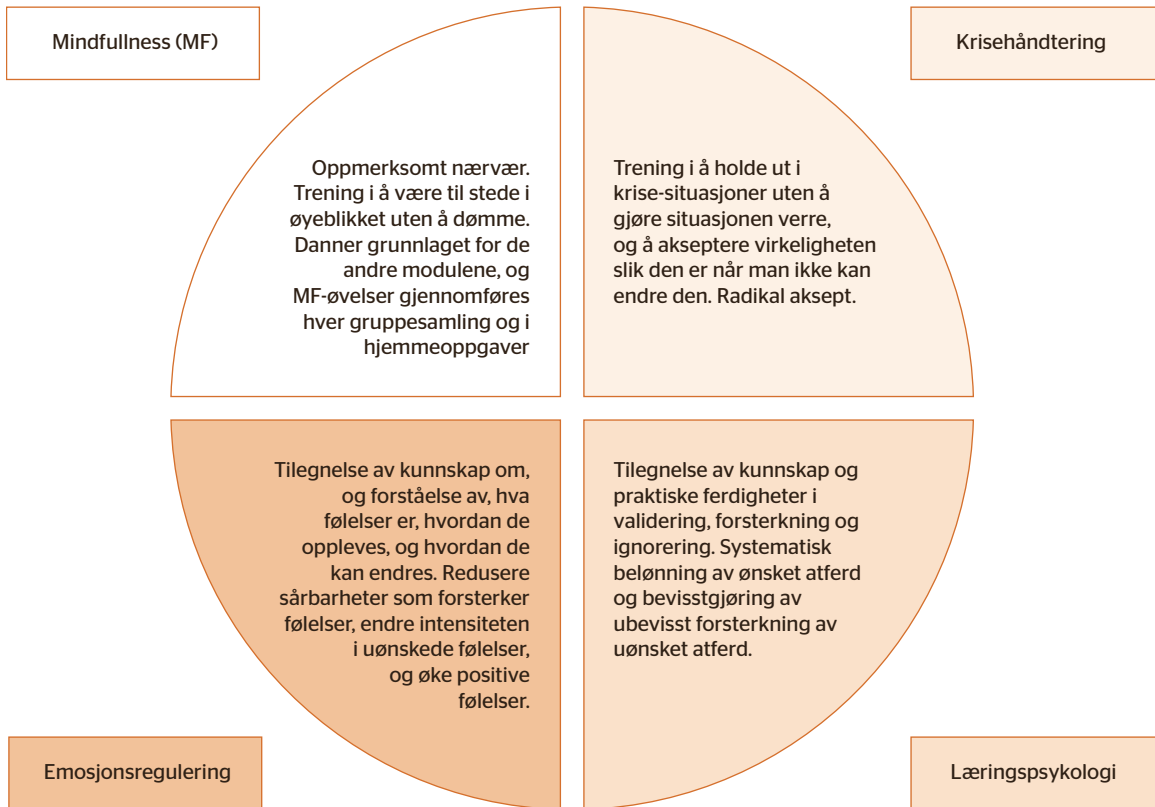 Mindfullness (MF)
Oppmerksomt nærvær.
Trening i å være til stede i
øyeblikket uten å dømme.
Danner grunnlaget for de
andre modulene, og
MF-øvelser gjennomføres
hver gruppesamling og i
hjemmeoppgaver
Krisehåndtering
Trening i å holde ut i
krise-situasjoner uten å
gjøre situasjonen verre,
og å akseptere virkeligheten
slik den er når man ikke kan
endre den. Radikal aksept.
Tilegnelse av kunnskap om,
og forståelse av, hva
følelser er, hvordan de
oppleves, og hvordan de
kan endres. Redusere
sårbarheter som forsterker
følelser, endre intensiteten
i uønskede følelser,
og øke positive
følelser.
Emosjonsregulering
Tilegnelse av kunnskap og
praktiske ferdigheter i
validering, forsterkning og
ignorering. Systematisk
belønning av ønsket atferd
og bevisstgjøring av
ubevisst forsterkning av
uønsket atferd.
Læringspsykologi